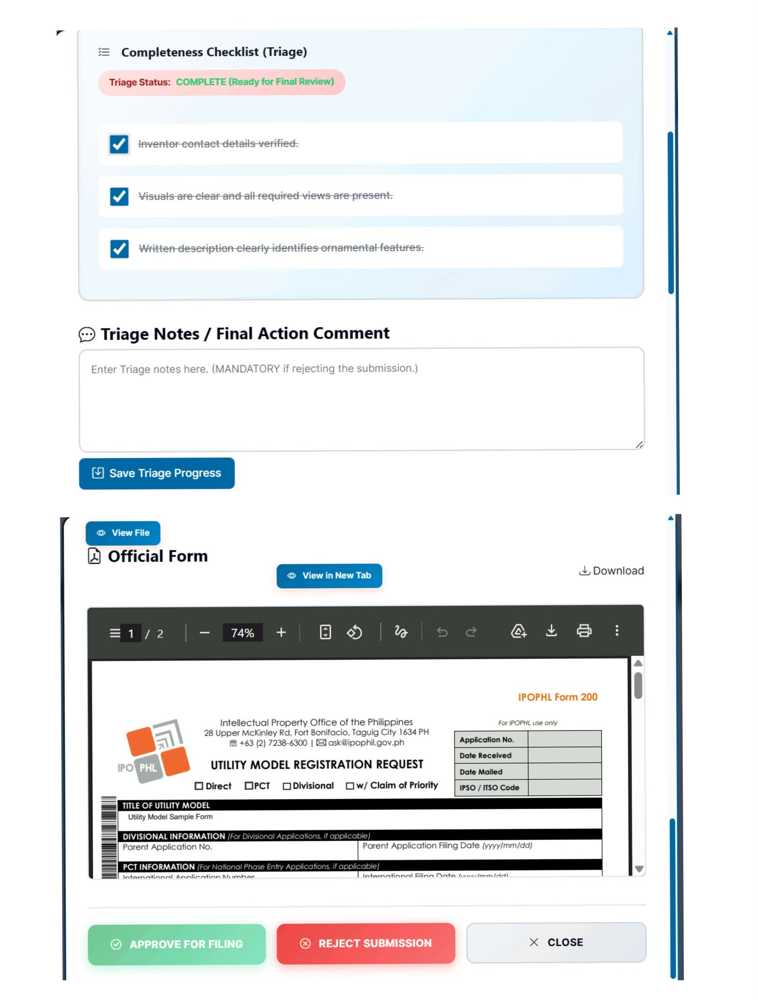 Completeness Checklist (Triage)
Triage Status: COMPLETE (Ready for Final Review)
Inventor contact details verified.
Visuals are clear and all required views are present.
Written description clearly identifies ornamental features.
Triage Notes / Final Action Comment
Enter Triage notes here. (MANDATORY if rejecting the submission.)
Save Triage Progress
View File
Official Form
View in New Tab
Download
1 / 2
74%
IPOPHL Form 200
Intellectual Property Office of the Philippines
28 Upper McKinley Rd, Fort Bonifacio, Taguig City 1634 PH
+63 (2) 7238-6300 | ask@ipophil.gov.ph
UTILITY MODEL REGISTRATION REQUEST
Direct PCT Divisional w/ Claim of Priority
IPO PHL
For IPOPHL use only
Application No.
Date Received
Date Mailed
IPSO / ITSO Code
TITLE OF UTILITY MODEL
Utility Model Sample Form
DIVISIONAL INFORMATION (For Divisional Applications, if applicable)
Parent Application No. Parent Application Filing Date (yyyy/mm/dd)
PCT INFORMATION (For National Phase Entry Applications, if applicable)
International Application Number International Filing Date (yyyy/mm/dd)
APPROVE FOR FILING
REJECT SUBMISSION
CLOSE